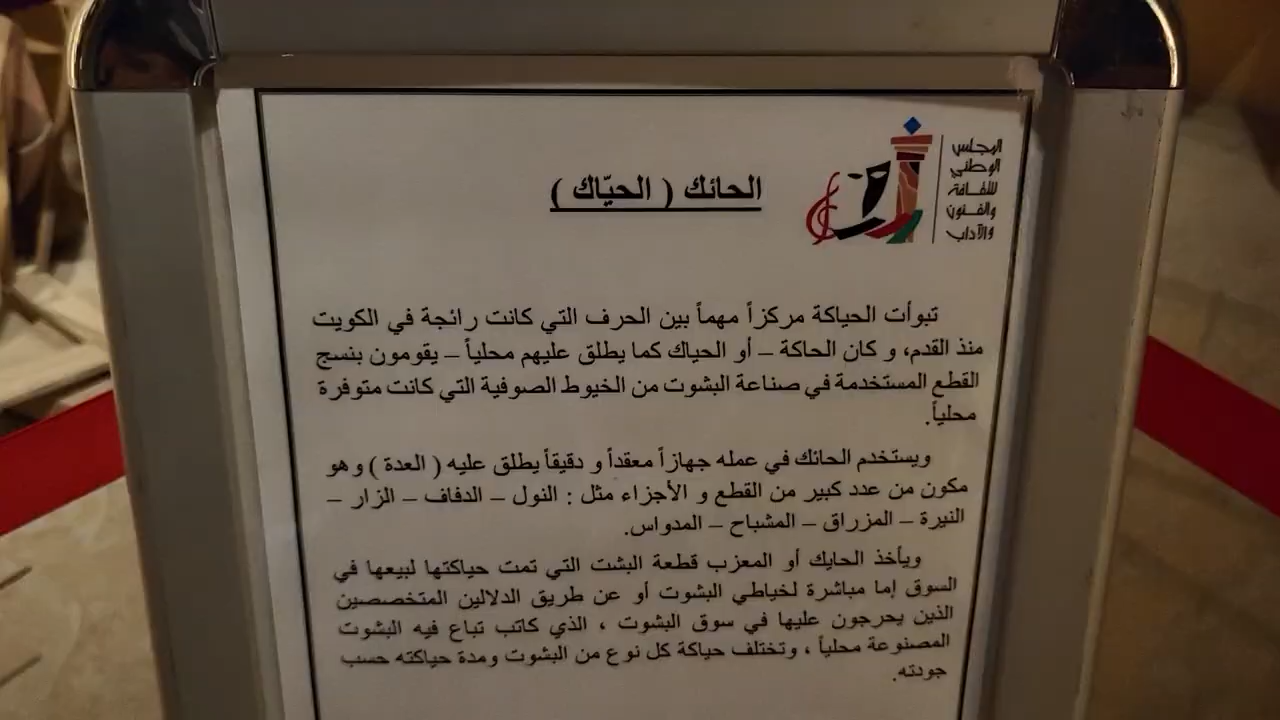 المجلس
الوطني
للثقافة
والفنون
والآداب
الحائك ( الحيّاك )
تبوأت الحياكة مركزاً مهماً بين الحرف التي كانت رائجة في الكويت
منذ القدم، و كان الحاكة – أو الحياك كما يطلق عليهم محلياً – يقومون بنسج
القطع المستخدمة في صناعة البشوت من الخيوط الصوفية التي كانت متوفرة
محلياً.
ويستخدم الحائك في عمله جهازاً معقداً و دقيقاً يطلق عليه ( العدة ) و هو
مكون من عدد كبير من القطع و الأجزاء مثل : النول – الدفاف – الزار –
النيرة – المزراق – المشباح – المدواس.
ويأخذ الحايك أو المعزب قطعة البشت التي تمت حياكتها لبيعها في
السوق إما مباشرة لخياطي البشوت أو عن طريق الدلالين المتخصصين
الذين يحرجون عليها في سوق البشوت ، الذي كاتب تباع فيه البشوت
المصنوعة محلياً ، وتختلف حياكة كل نوع من البشوت ومدة حياكته حسب
جودته.